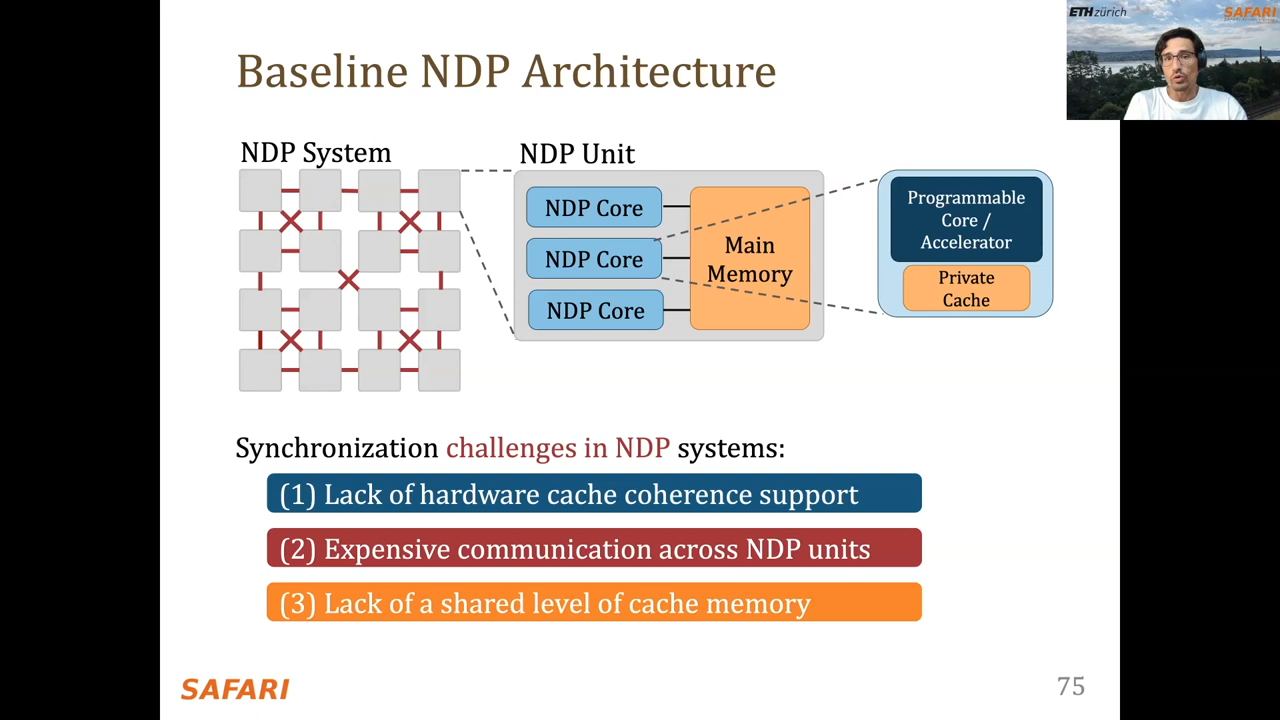 ETH zürich
SAFARI
Baseline NDP Architecture
NDP System
NDP Unit
NDP Core
NDP Core
NDP Core
Main
Memory
Programmable
Core /
Accelerator
Private
Cache
Synchronization challenges in NDP systems:
(1) Lack of hardware cache coherence support
(2) Expensive communication across NDP units
(3) Lack of a shared level of cache memory
SAFARI
75